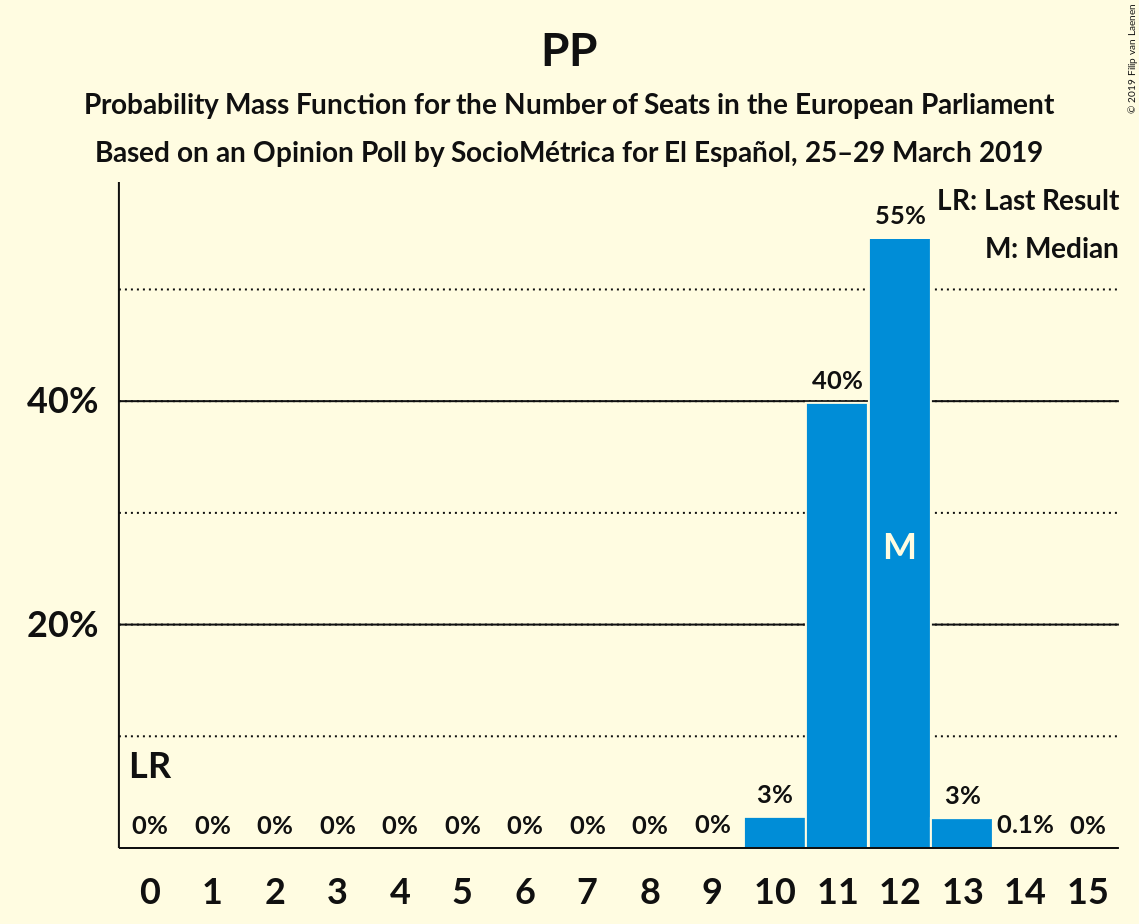 PP
Probability Mass Function for the Number of Seats in the European Parliament
Based on an Opinion Poll by SocioMétrica for El Español, 25–29 March 2019
© 2019 Filip van Laenen
LR: Last Result
M: Median
55%
40%
40%
M
20%
LR
0% 0% 0% 0% 0% 0% 0% 0% 0% 0% 3% 3% 0.1% 0%
0 1 2 3 4 5 6 7 8 9 10 11 12 13 14 15